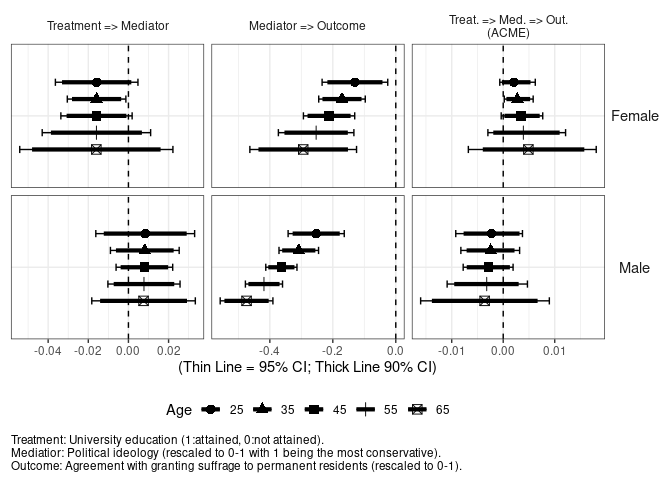 Treatment => Mediator
Mediator => Outcome
Treat. => Med. => Out.
(ACME)
Female
Male
-0.04 -0.02 0.00 0.02
-0.4 -0.2 0.0
-0.01 0.00 0.01
(Thin Line = 95% CI; Thick Line 90% CI)
Age 25 35 45 55 65
Treatment: University education (1:attained, 0:not attained).
Mediatior: Political ideology (rescaled to 0-1 with 1 being the most conservative).
Outcome: Agreement with granting suffrage to permanent residents (rescaled to 0-1).